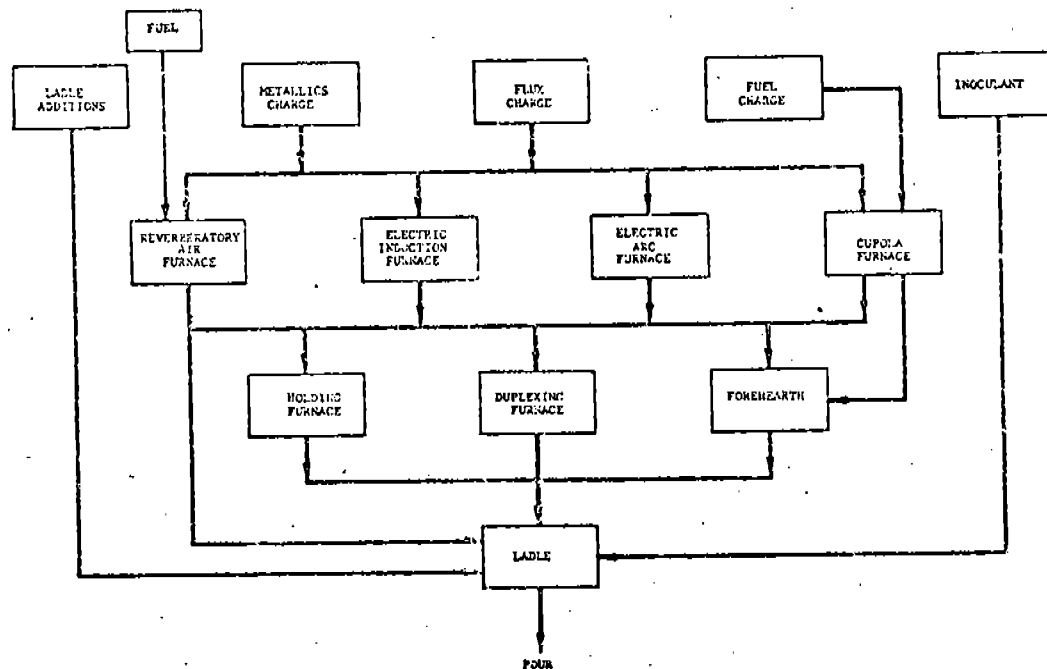 FUEL
LADLE
ADDITIONS
METALLICS
CHARGE
FLUX
CHARGE
FUEL
CHARGE
INOCULANT
REVERBERATORY
AIR
FURNACE
ELECTRIC
INDUCTION
FURNACE
ELECTRIC
ARC
FURNACE
CUPOLA
FURNACE
HOLDING
FURNACE
DUPLEXING
FURNACE
FOREHEARTH
LADLE
POUR